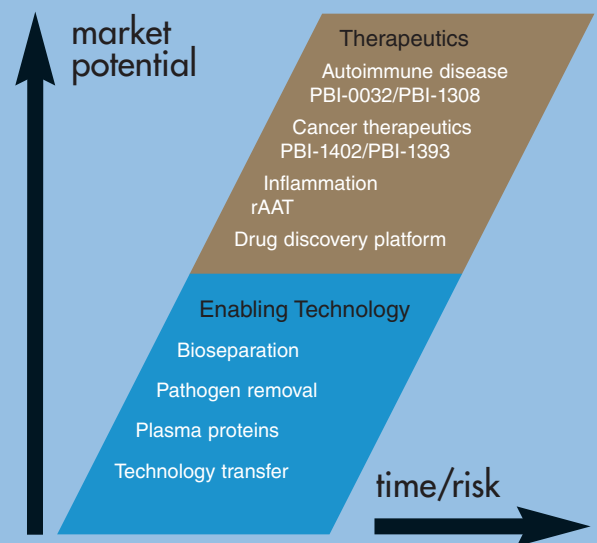 market
potential
Therapeutics
Autoimmune disease
PBI-0032/PBI-1308
Cancer therapeutics
PBI-1402/PBI-1393
Inflammation
rAAT
Drug discovery platform
Enabling Technology
Bioseparation
Pathogen removal
Plasma proteins
Technology transfer
time/risk